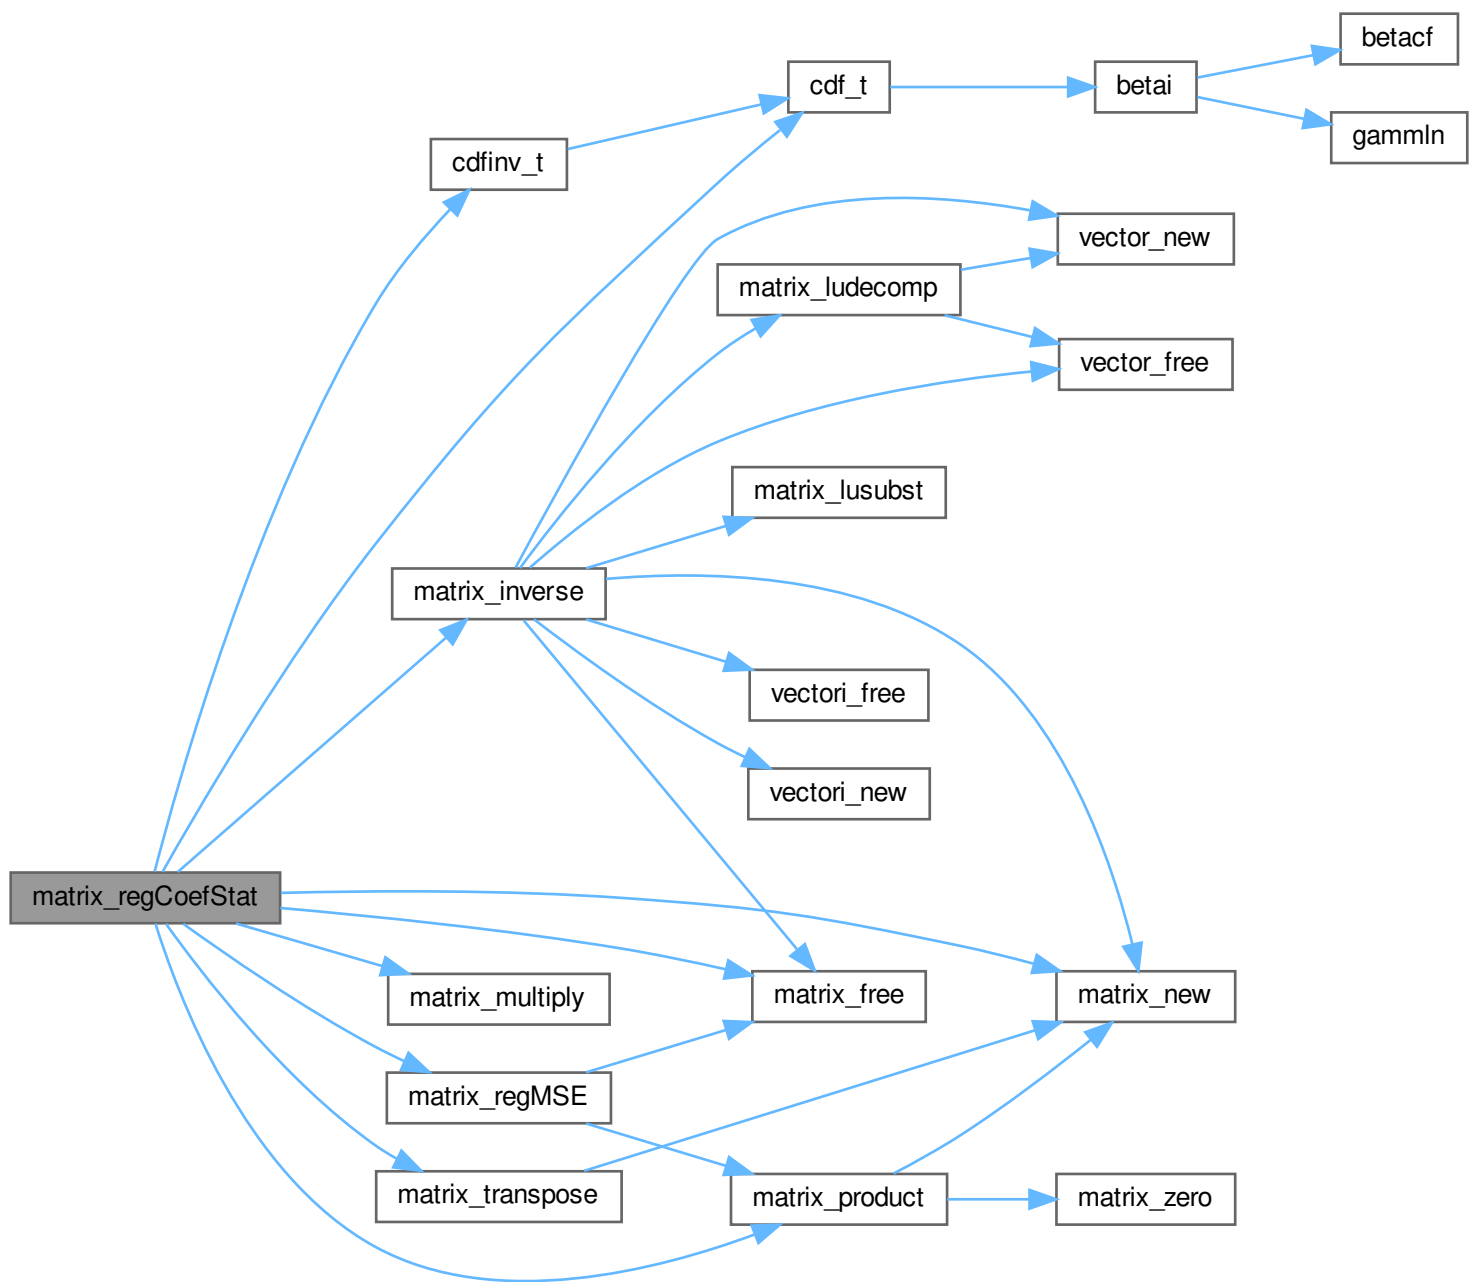 betacf
cdf_t
betai
gammln
cdfinv_t
vector_new
matrix_ludecomp
vector_free
matrix_lusubst
matrix_inverse
vectori_free
vectori_new
matrix_regCoefStat
matrix_multiply
matrix_free
matrix_new
matrix_regMSE
matrix_transpose
matrix_product
matrix_zero